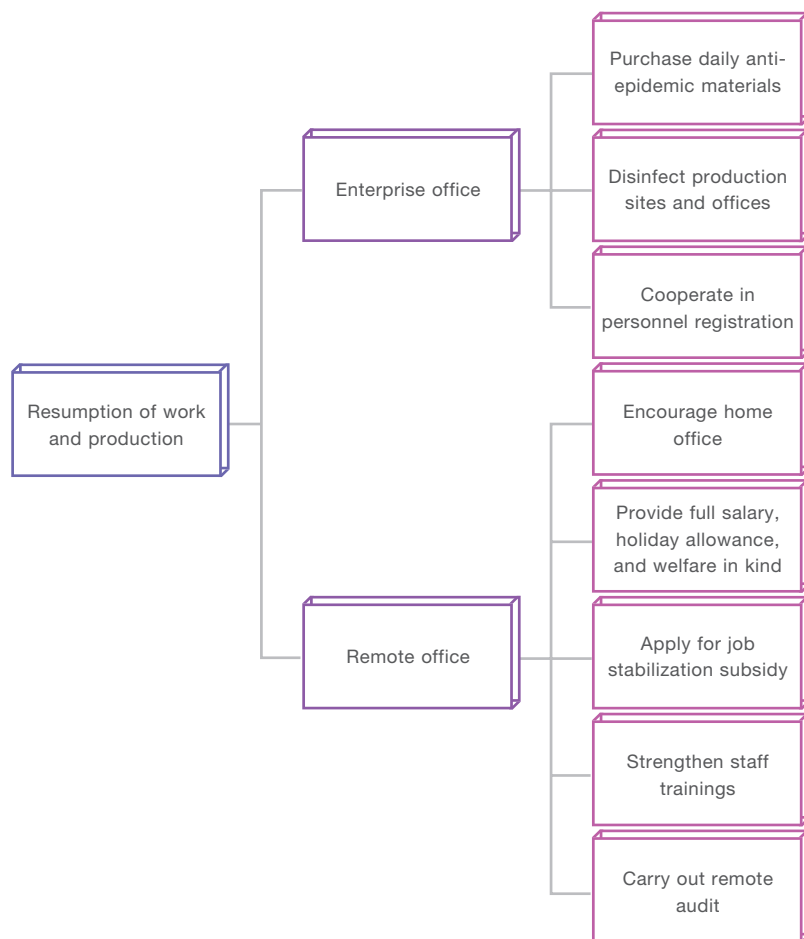 Resumption of work
and production
Enterprise office
Purchase daily anti-
epidemic materials
Disinfect production
sites and offices
Cooperate in
personnel registration
Remote office
Encourage home
office
Provide full salary,
holiday allowance,
and welfare in kind
Apply for job
stabilization subsidy
Strengthen staff
trainings
Carry out remote
audit